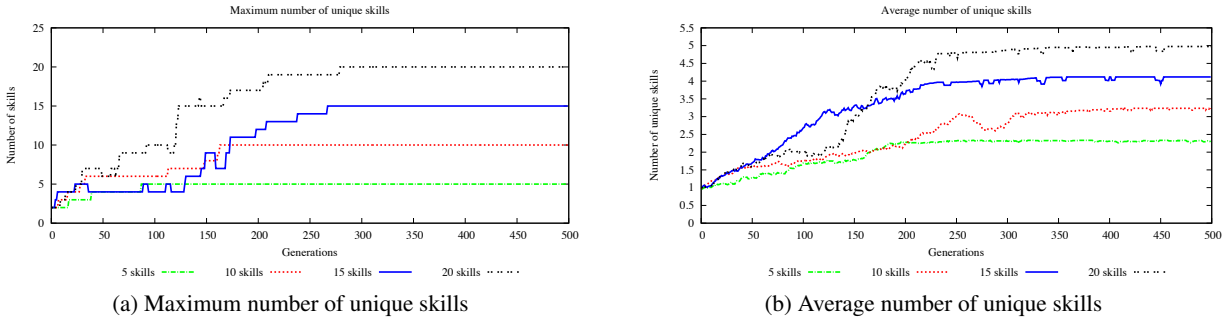 Maximum number of unique skills
25
20
15
10
5
0
Number of skills
0 50 100 150 200 250 300 350 400 450 500
Generations
5 skills 10 skills 15 skills 20 skills
(a) Maximum number of unique skills
Average number of unique skills
5.5
5
4.5
4
3.5
3
2.5
2
1.5
1
0.5
Number of unique skills
0 50 100 150 200 250 300 350 400 450 500
Generations
5 skills 10 skills 15 skills 20 skills
(b) Average number of unique skills